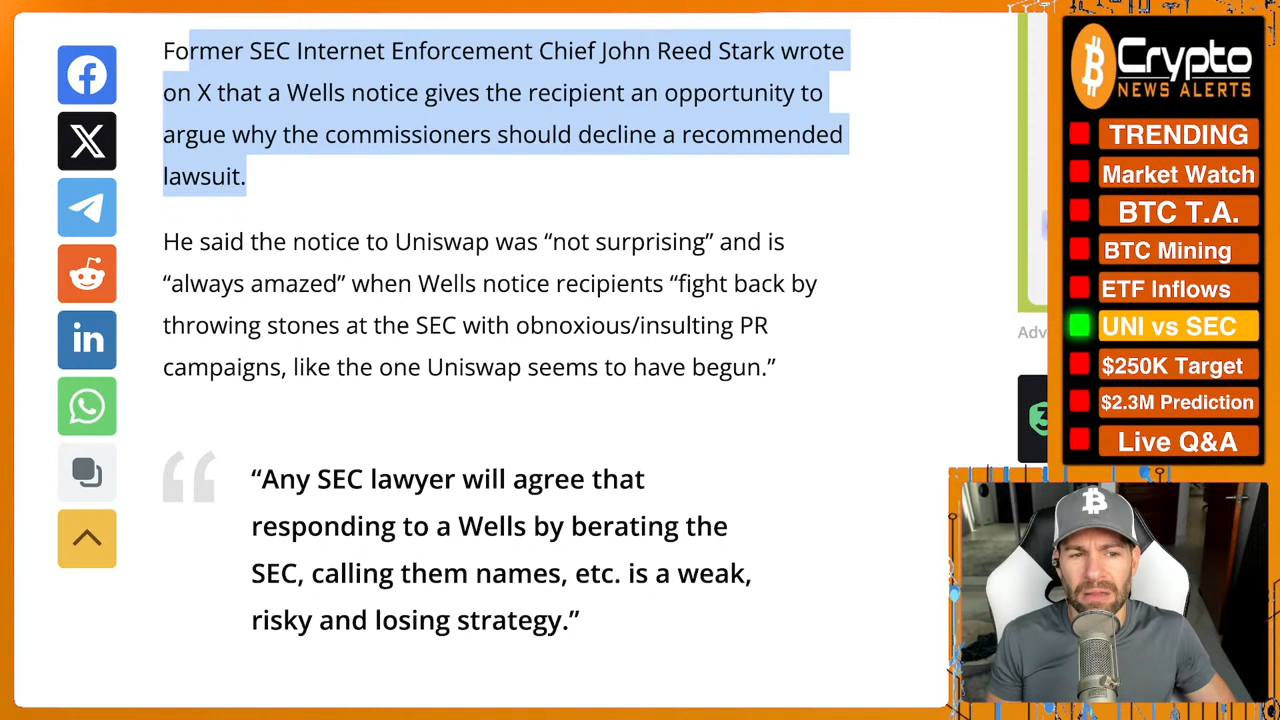 Former SEC Internet Enforcement Chief John Reed Stark wrote
on X that a Wells notice gives the recipient an opportunity to
argue why the commissioners should decline a recommended
lawsuit.
He said the notice to Uniswap was “not surprising” and is
“always amazed” when Wells notice recipients “fight back by
throwing stones at the SEC with obnoxious/insulting PR
campaigns, like the one Uniswap seems to have begun.”
“Any SEC lawyer will agree that
responding to a Wells by berating the
SEC, calling them names, etc. is a weak,
risky and losing strategy.”
Adv
Crypto
NEWS ALERTS
TRENDING
Market Watch
BTC T.A.
BTC Mining
ETF Inflows
UNI vs SEC
$250K Target
$2.3M Prediction
Live Q&A